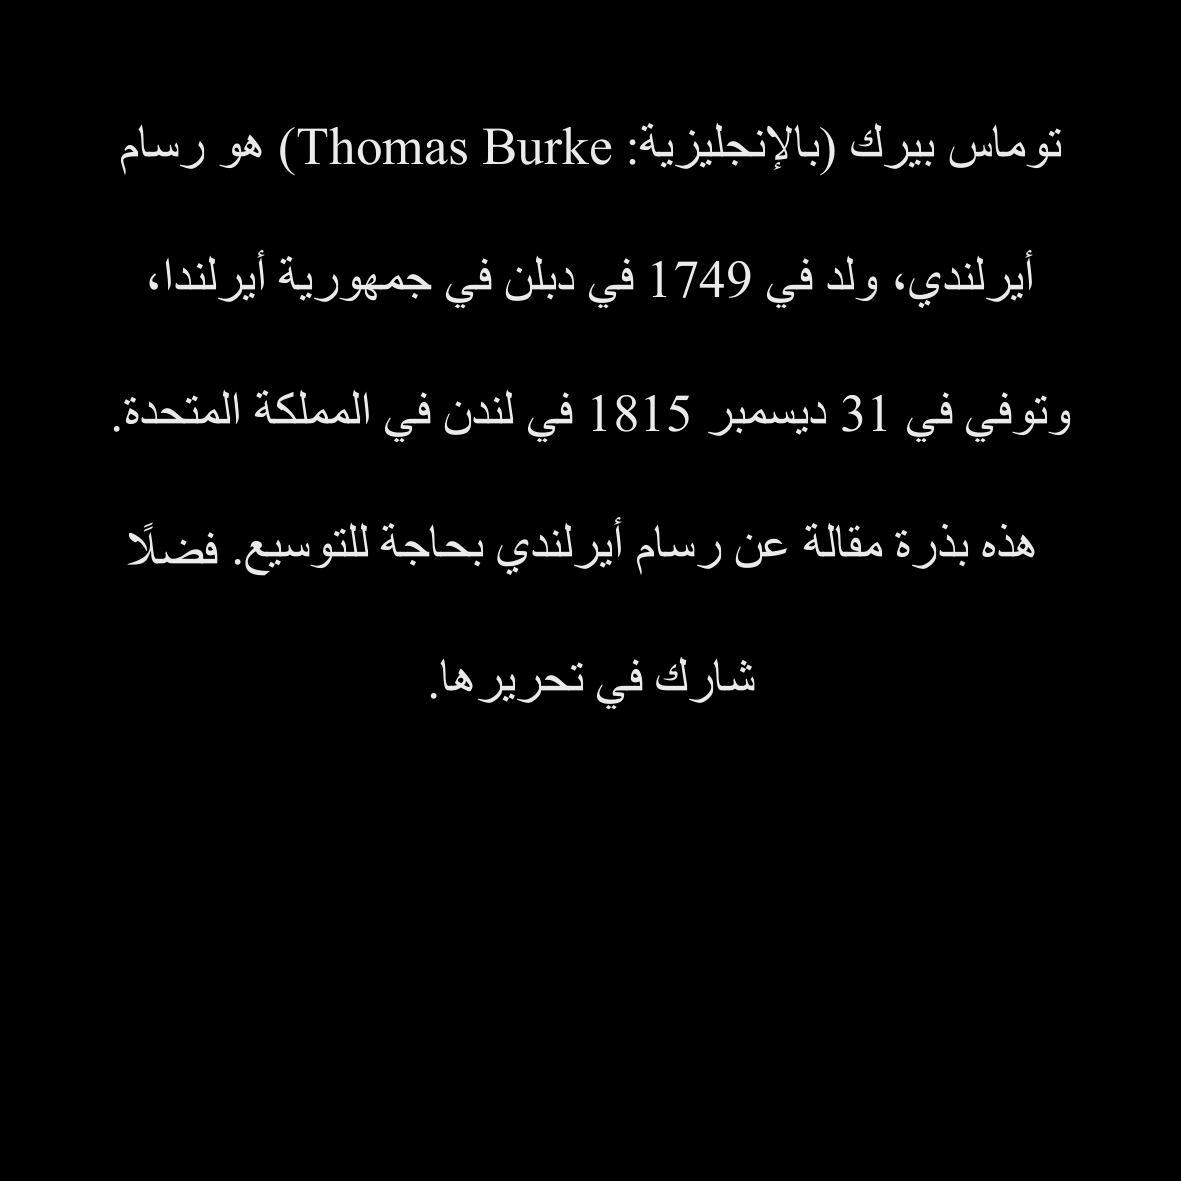 توماس بيرك (بالإنجليزية: Thomas Burke) هو رسام
أيرلندي، ولد في 1749 في دبلن في جمهورية أيرلندا،
وتوفي في 31 ديسمبر 1815 في لندن في المملكة المتحدة.
هذه بذرة مقالة عن رسام أيرلندي بحاجة للتوسيع. فضلًا
شارك في تحريرها.